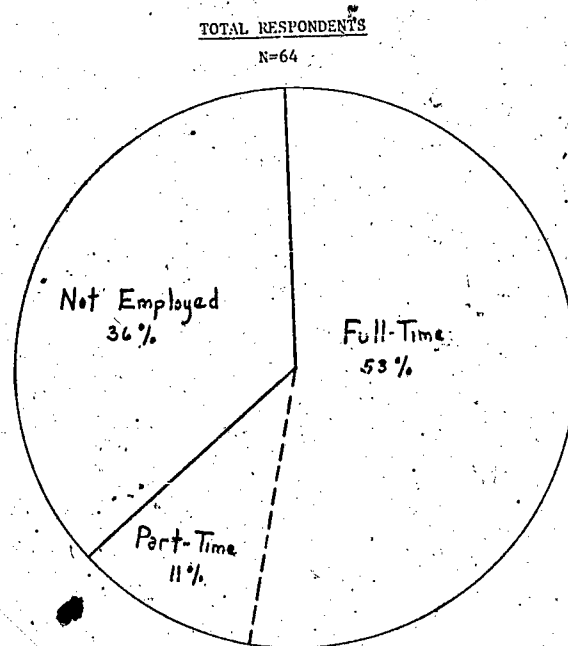 TOTAL RESPONDENTS
N=64
Not Employed
36%
Full-Time
53%
Part-Time
11%